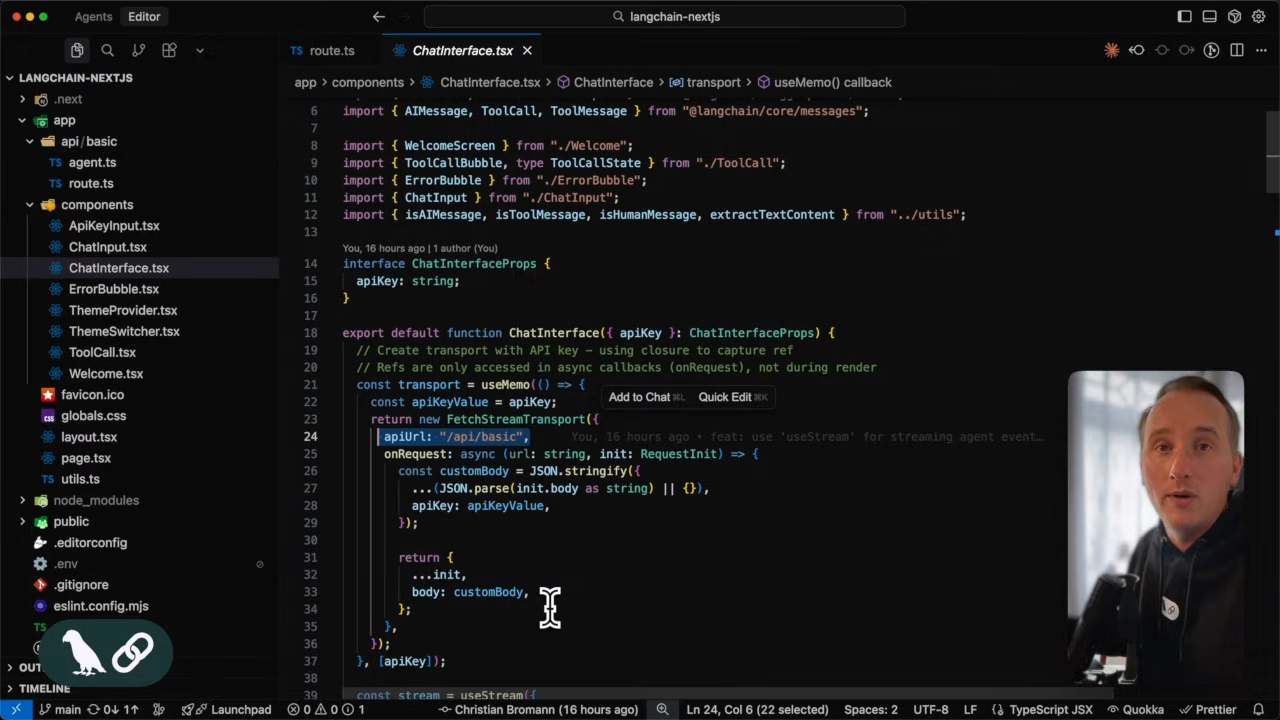 Agents Editor
langchain-nextjs
LANGCHAIN-NEXTJS
.next
app
api/basic
agent.ts
route.ts
components
ApiKeyInput.tsx
ChatInput.tsx
ChatInterface.tsx
ErrorBubble.tsx
ThemeProvider.tsx
ThemeSwitcher.tsx
ToolCall.tsx
Welcome.tsx
favicon.ico
globals.css
layout.tsx
page.tsx
utils.ts
node_modules
public
.editorconfig
.env
.gitignore
eslint.config.mjs
TS
OUT
TIMELINE
TS route.ts ChatInterface.tsx
app > components > ChatInterface.tsx > ChatInterface > transport > useMemo() callback
6 import { AIMessage, ToolCall, ToolMessage } from "@langchain/core/messages";
7
8 import { WelcomeScreen } from "./Welcome";
9 import { ToolCallBubble, type ToolCallState } from "./ToolCall";
10 import { ErrorBubble } from "./ErrorBubble";
11 import { ChatInput } from "./ChatInput";
12 import { isAIMessage, isToolMessage, isHumanMessage, extractTextContent } from "../utils";
13
You, 16 hours ago | 1 author (You)
14 interface ChatInterfaceProps {
15 apiKey: string;
16 }
17
18 export default function ChatInterface({ apiKey }: ChatInterfaceProps) {
19 // Create transport with API key – using closure to capture ref
20 // Refs are only accessed in async callbacks (onRequest), not during render
21 const transport = useMemo(() => {
Add to Chat ⌘L Quick Edit ⌘K
22 const apiKeyValue = apiKey;
23 return new FetchStreamTransport({
24 apiUrl: "/api/basic", You, 16 hours ago • feat: use 'useStream' for streaming agent event…
25 onRequest: async (url: string, init: RequestInit) => {
26 const customBody = JSON.stringify({
27 ...(JSON.parse(init.body as string) || {}),
28 apiKey: apiKeyValue,
29 });
30
31 return {
32 ...init,
33 body: customBody,
34 };
35 },
36 });
37 }, [apiKey]);
38
39 const stream = useStream({
main 0↓ 1↑ Launchpad 0 0 1 Christian Bromann (16 hours ago) Ln 24, Col 6 (22 selected) Spaces: 2 UTF-8 LF {} TypeScript JSX Quokka Prettier